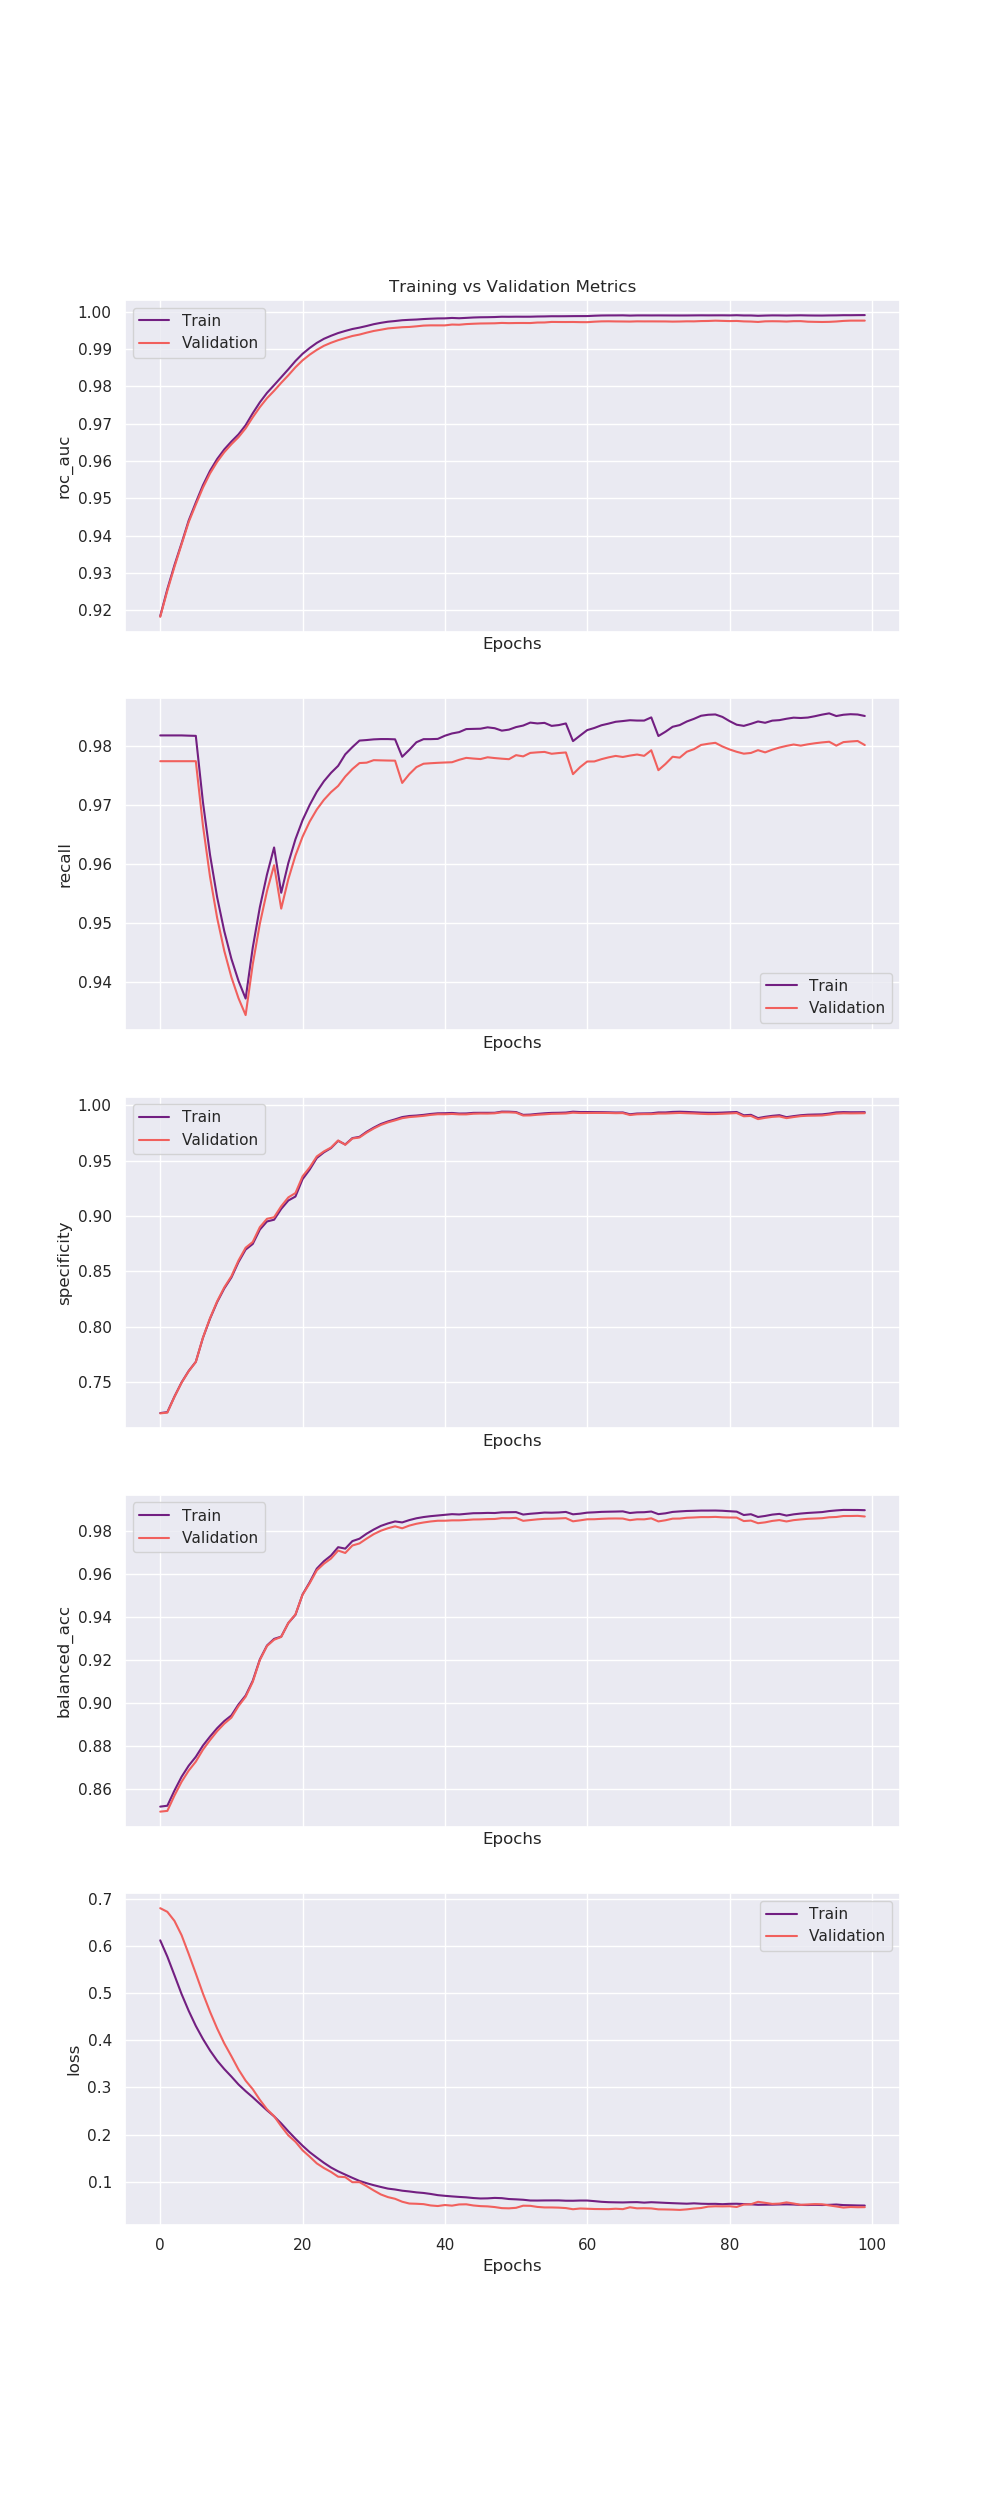 Training vs Validation Metrics
1.00
0.99
0.98
0.97
0.96
0.95
0.94
0.93
0.92
roc_auc
Train
Validation
Epochs
0.98
0.97
0.96
0.95
0.94
recall
Train
Validation
Epochs
1.00
0.95
0.90
0.85
0.80
0.75
specificity
Train
Validation
Epochs
0.98
0.96
0.94
0.92
0.90
0.88
0.86
balanced_acc
Train
Validation
Epochs
0.7
0.6
0.5
0.4
0.3
0.2
0.1
loss
Train
Validation
0 20 40 60 80 100
Epochs